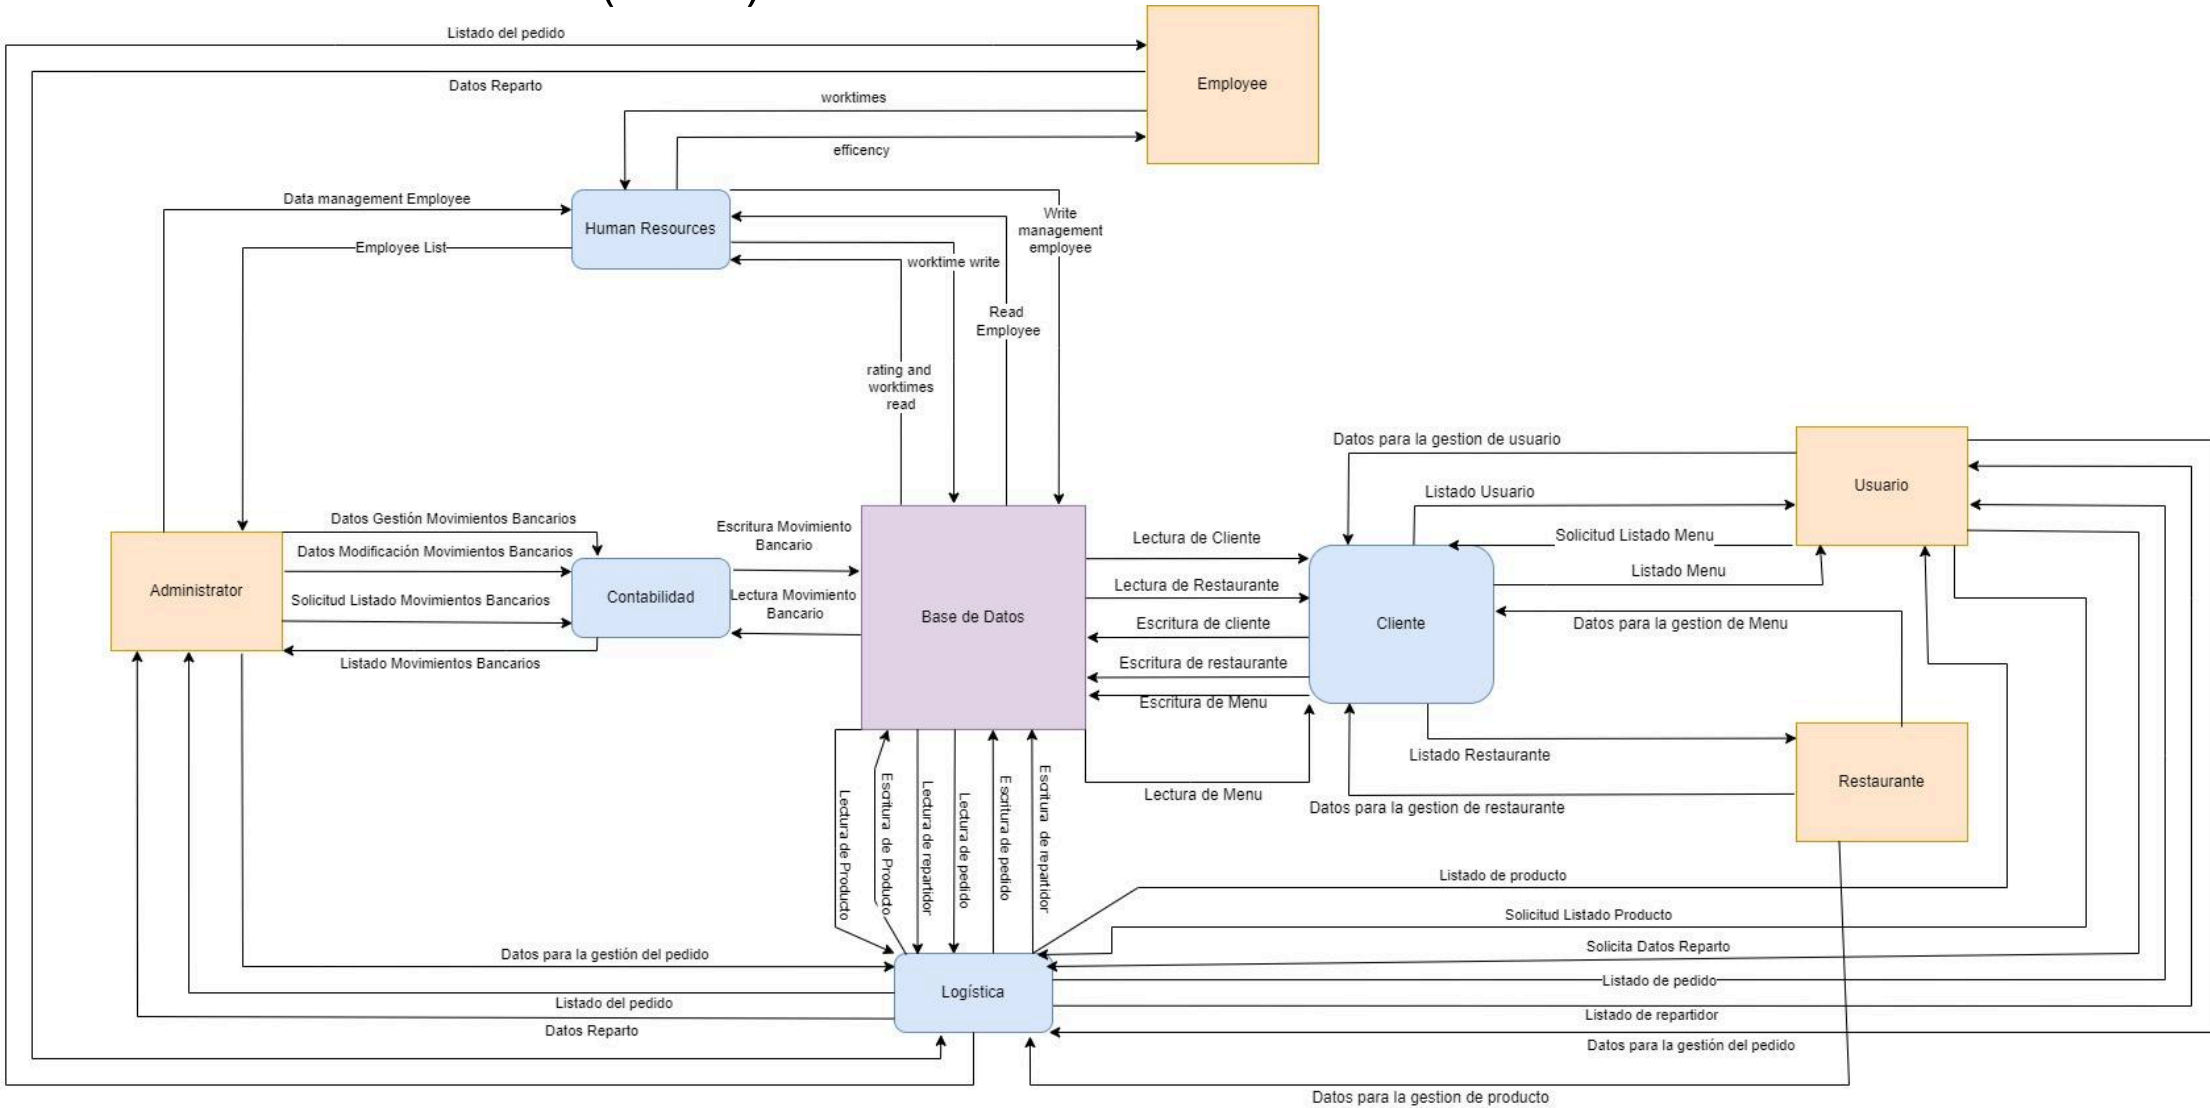 Listado del pedido
Employee
Datos Reparto
worktimes
efficency
Data management Employee
Human Resources
Write
management
employee
Employee List
worktime write
Read
Employee
rating and
worktimes
read
Datos para la gestion de usuario
Usuario
Listado Usuario
Datos Gestión Movimientos Bancarios
Escritura Movimiento
Bancario
Lectura de Cliente
Solicitud Listado Menu
Datos Modificación Movimientos Bancarios
Listado Menu
Administrator
Contabilidad
Lectura Movimiento
Bancario
Lectura de Restaurante
Solicitud Listado Movimientos Bancarios
Base de Datos
Escritura de cliente
Cliente
Datos para la gestion de Menu
Listado Movimientos Bancarios
Escritura de restaurante
Escritura de Menu
Listado Restaurante
Restaurante
Lectura de Menu
Datos para la gestion de restaurante
Lectura de Producto
Escritura de Producto
Lectura de repartidor
Lectura de pedido
Escritura de pedido
Escritura de repartidor
Listado de producto
Solicitud Listado Producto
Solicita Datos Reparto
Datos para la gestión del pedido
Listado de pedido
Logística
Listado del pedido
Listado de repartidor
Datos Reparto
Datos para la gestión del pedido
Datos para la gestion de producto